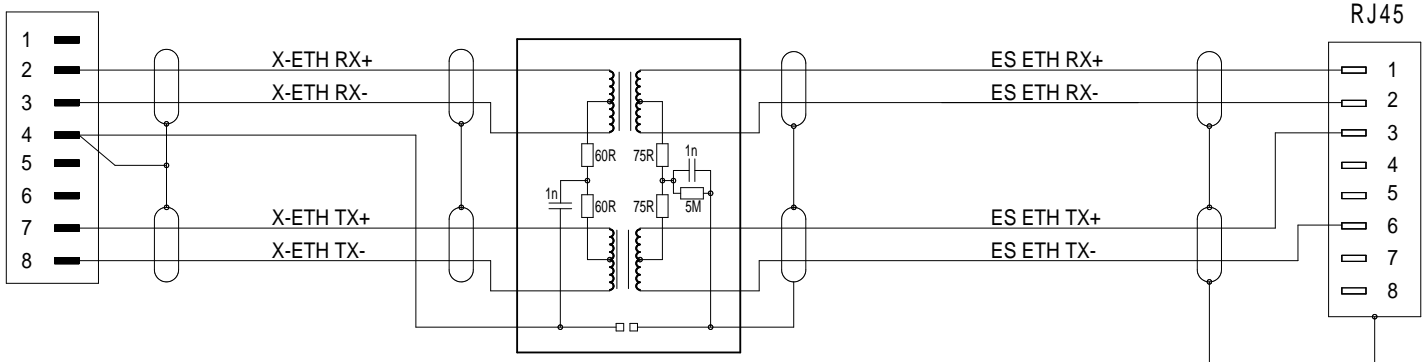 RJ45
1
2
3
4
5
6
7
8
X-ETH RX+
X-ETH RX-
X-ETH TX+
X-ETH TX-
60R
75R
1n
5M
1n
60R
75R
ES ETH RX+
ES ETH RX-
ES ETH TX+
ES ETH TX-
1
2
3
4
5
6
7
8